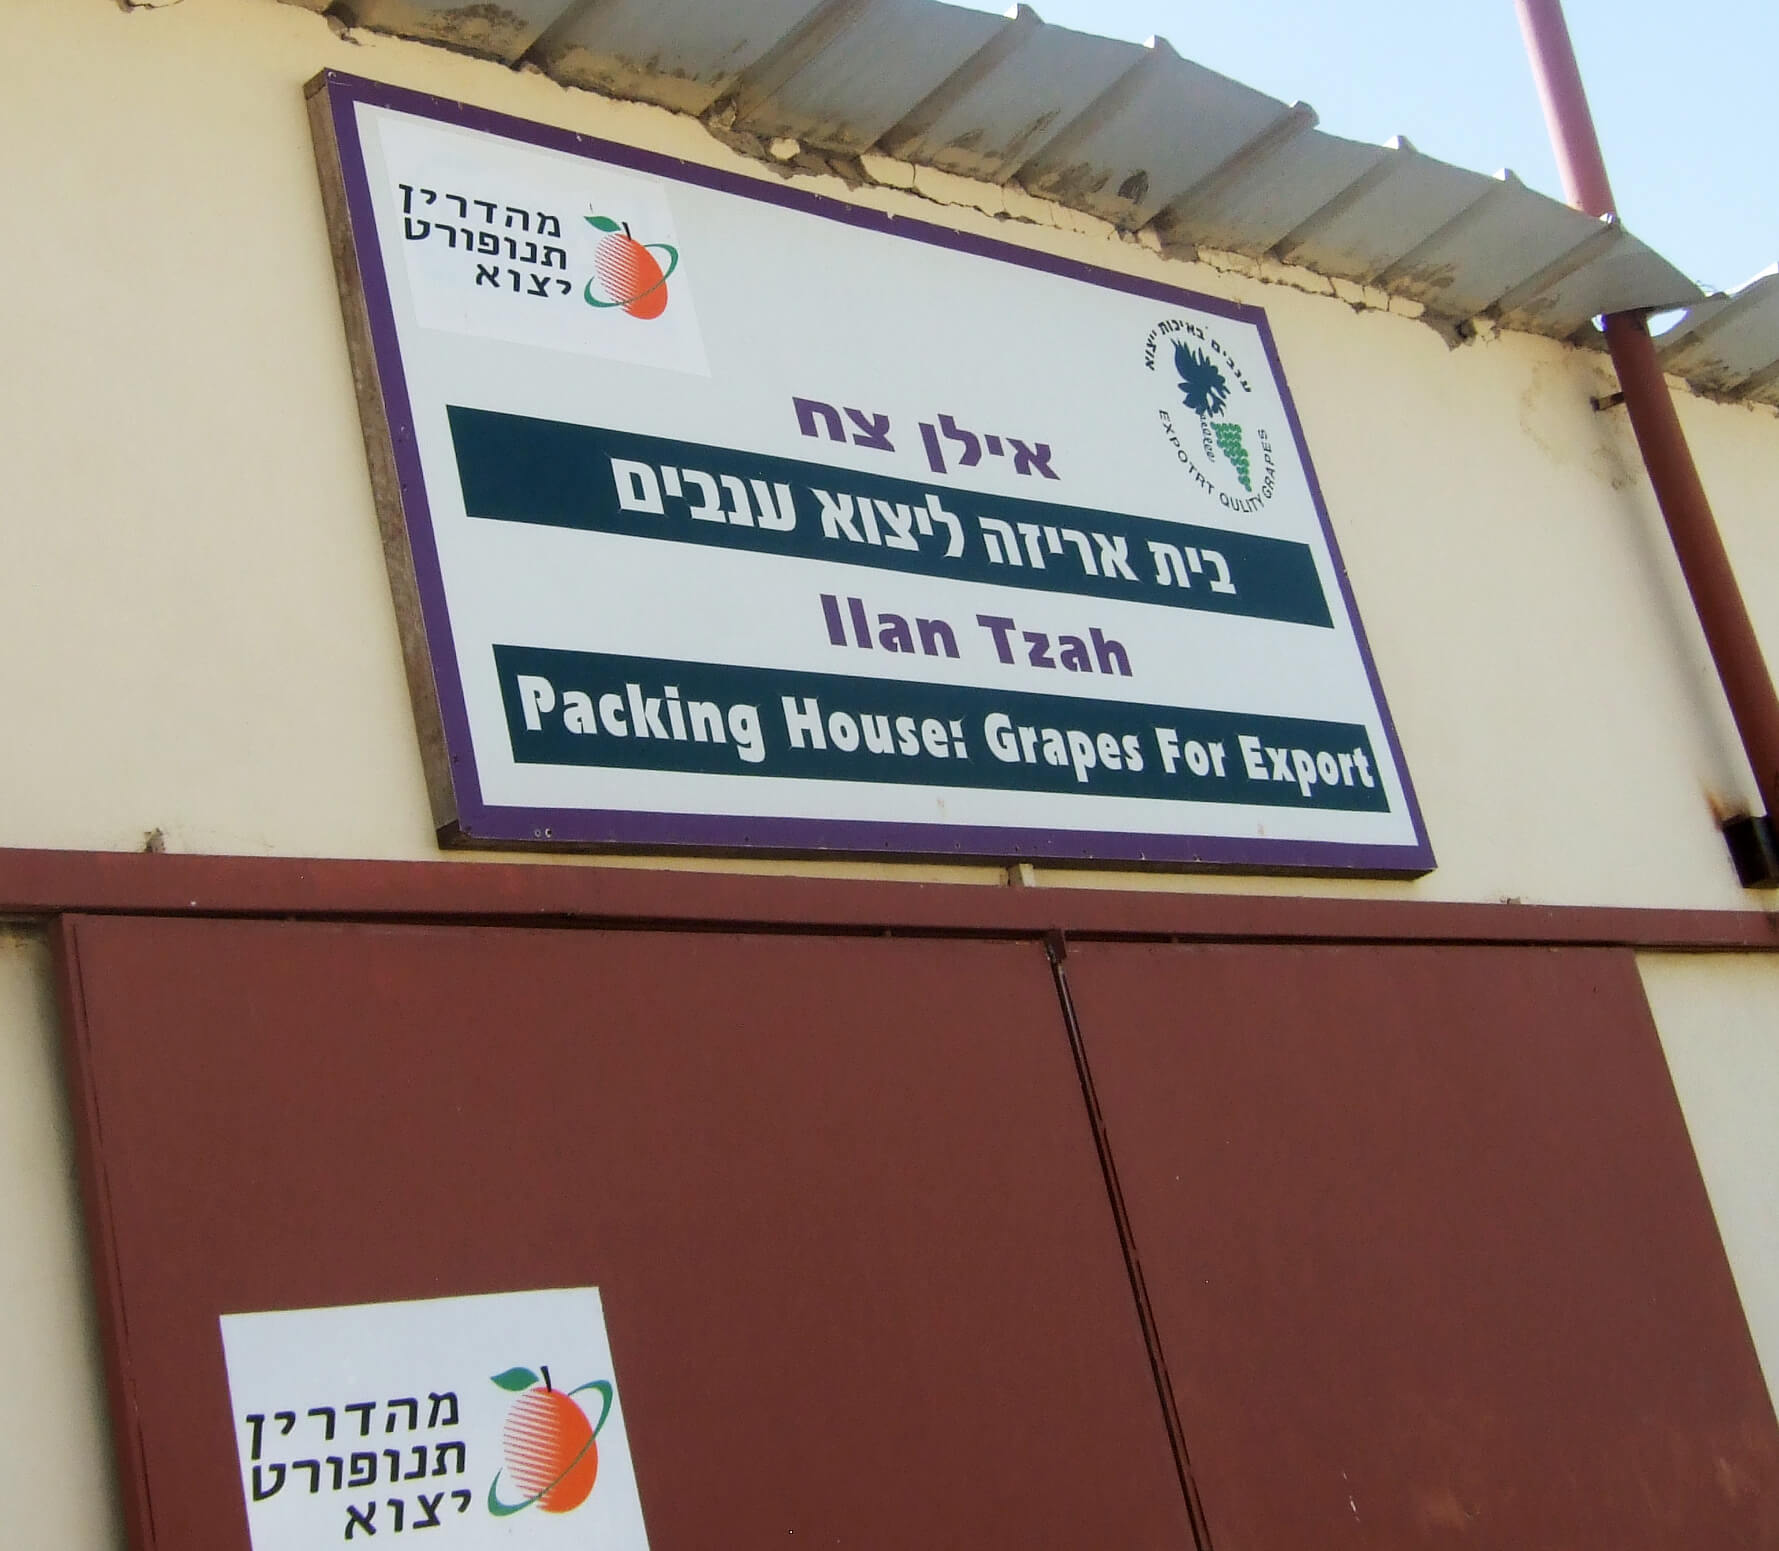 מהדרין
תנופורט
יצוא
ענבים באיכות ייצוא
EXPOTRT QULITY GRAPES
אילן צח
בית אריזה ליצוא ענבים
Ilan Tzah
Packing House: Grapes For Export
מהדרין
תנופורט
יצוא